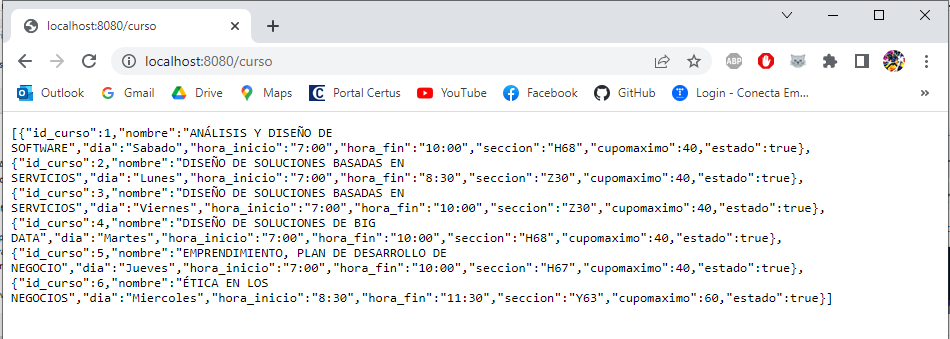 localhost:8080/curso
localhost:8080/curso
ABP
Outlook
Gmail
Drive
Maps
C
Portal Certus
YouTube
Facebook
GitHub
T
Login - Conecta Em...
»
[{"id_curso":1,"nombre":"ANÁLISIS Y DISEÑO DE
SOFTWARE","dia":"Sabado","hora_inicio":"7:00","hora_fin":"10:00","seccion":"H68","cupomaximo":40,"estado":true},
{"id_curso":2,"nombre":"DISEÑO DE SOLUCIONES BASADAS EN
SERVICIOS","dia":"Lunes","hora_inicio":"7:00","hora_fin":"8:30","seccion":"Z30","cupomaximo":40,"estado":true},
{"id_curso":3,"nombre":"DISEÑO DE SOLUCIONES BASADAS EN
SERVICIOS","dia":"Viernes","hora_inicio":"7:00","hora_fin":"10:00","seccion":"Z30","cupomaximo":40,"estado":true},
{"id_curso":4,"nombre":"DISEÑO DE SOLUCIONES DE BIG
DATA","dia":"Martes","hora_inicio":"7:00","hora_fin":"10:00","seccion":"H68","cupomaximo":40,"estado":true},
{"id_curso":5,"nombre":"EMPRENDIMIENTO, PLAN DE DESARROLLO DE
NEGOCIO","dia":"Jueves","hora_inicio":"7:00","hora_fin":"10:00","seccion":"H67","cupomaximo":40,"estado":true},
{"id_curso":6,"nombre":"ÉTICA EN LOS
NEGOCIOS","dia":"Miercoles","hora_inicio":"8:30","hora_fin":"11:30","seccion":"Y63","cupomaximo":60,"estado":true}]